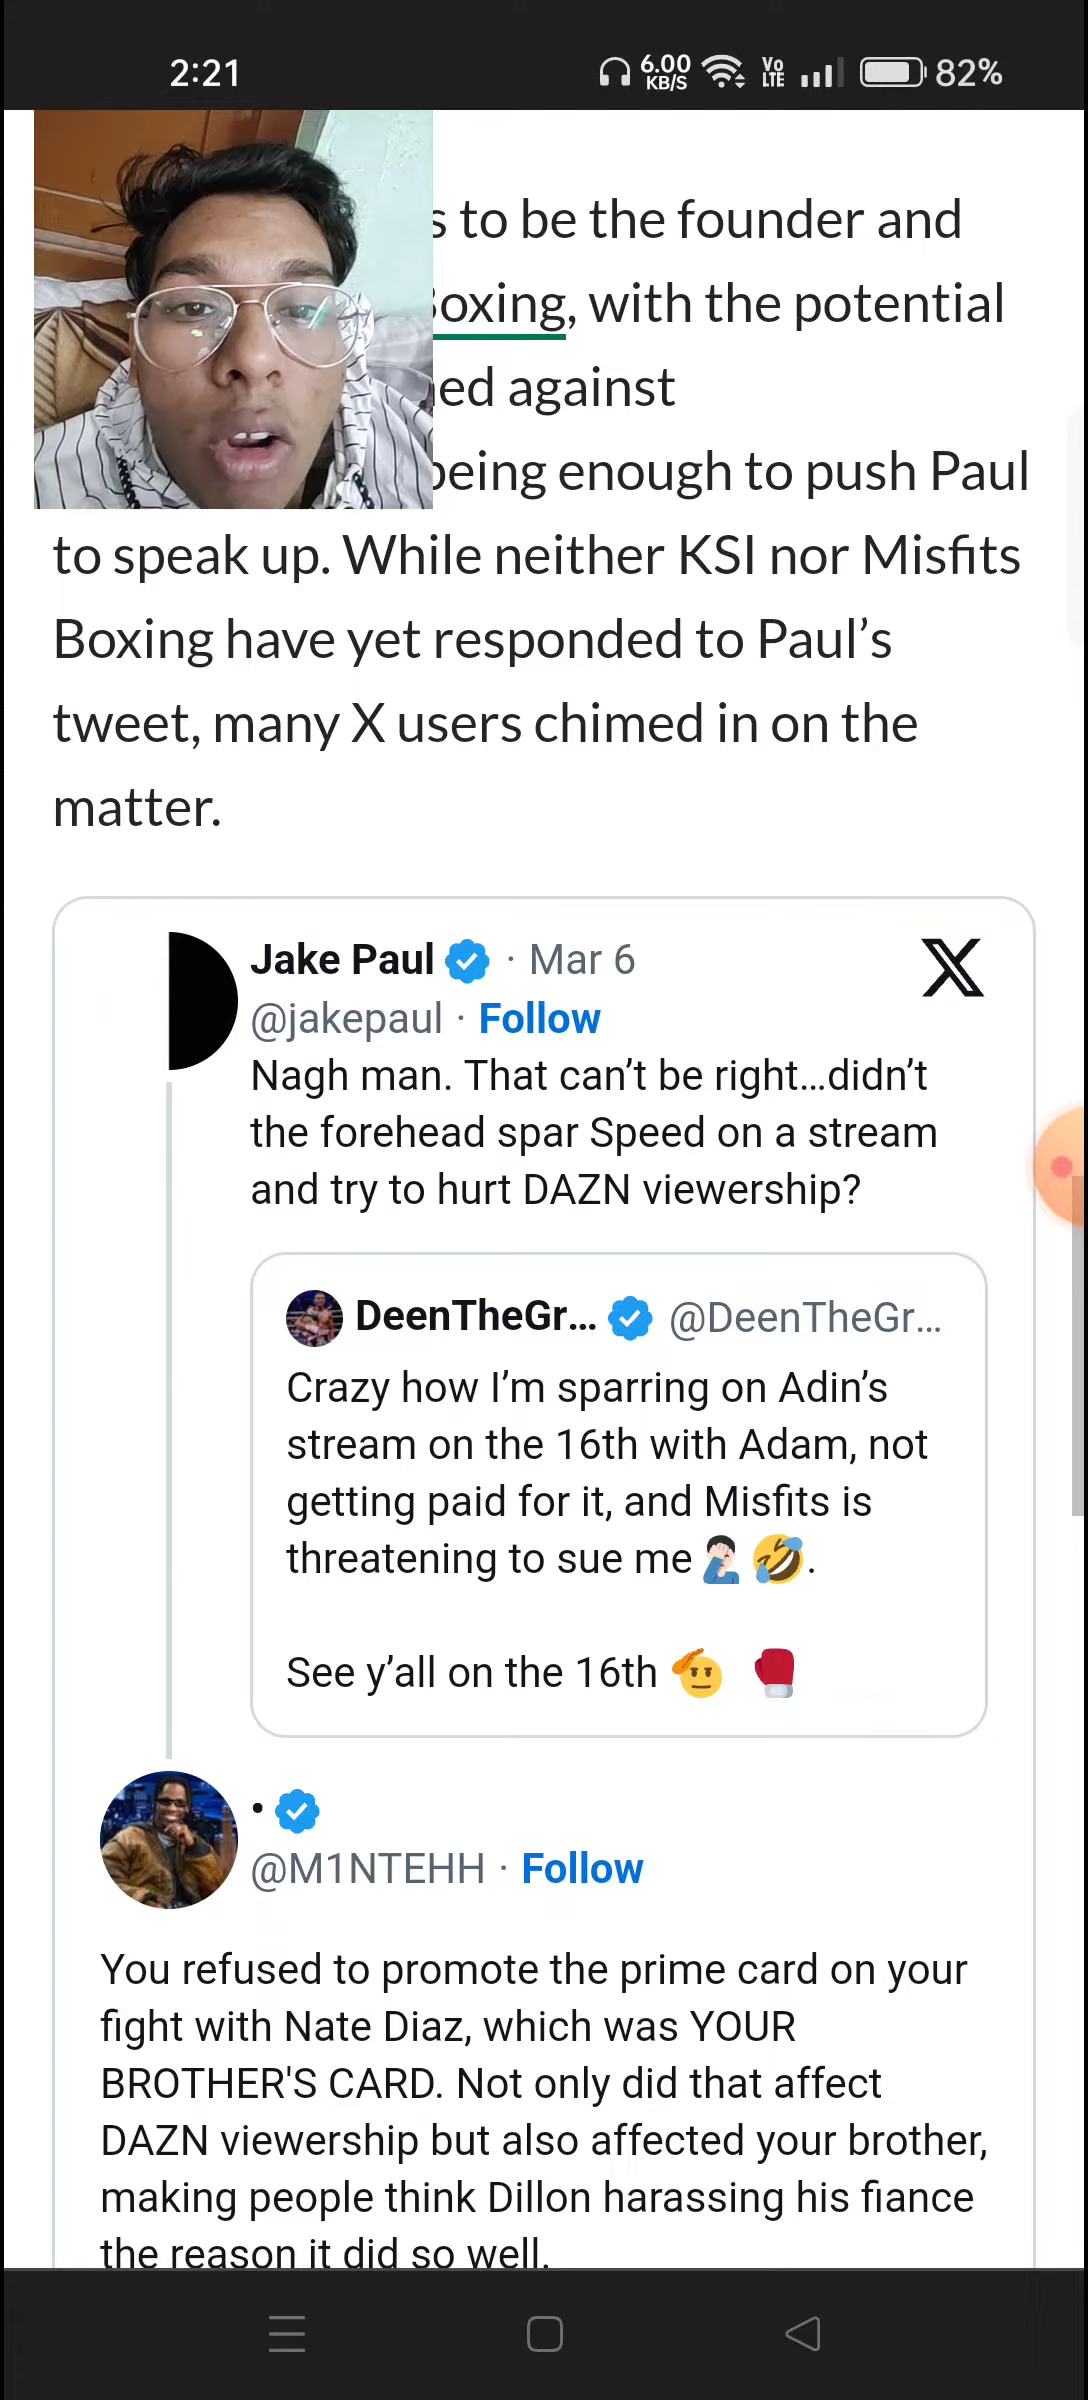 2:21
6.00 KB/S
Vo LTE
82%
to be the founder and
oxing, with the potential
ed against
being enough to push Paul
to speak up. While neither KSI nor Misfits
Boxing have yet responded to Paul’s
tweet, many X users chimed in on the
matter.
Jake Paul · Mar 6
@jakepaul · Follow
Nagh man. That can’t be right...didn’t
the forehead spar Speed on a stream
and try to hurt DAZN viewership?
DeenTheGr... @DeenTheGr...
Crazy how I’m sparring on Adin’s
stream on the 16th with Adam, not
getting paid for it, and Misfits is
threatening to sue me🤦🏻‍♂️🤣.
See y’all on the 16th 🫡 🥊
•
@M1NTEHH · Follow
You refused to promote the prime card on your
fight with Nate Diaz, which was YOUR
BROTHER'S CARD. Not only did that affect
DAZN viewership but also affected your brother,
making people think Dillon harassing his fiance
the reason it did so well.